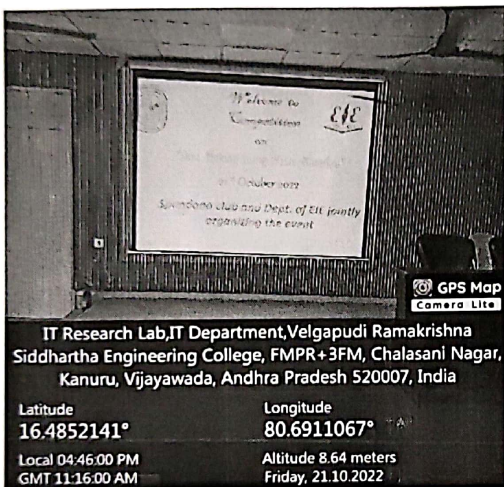 Welcome to
Competition
on
October 2022
Spandana club and Dept. of EIE jointly
organizing the event
EIE
GPS Map
Camera Lite
IT Research Lab,IT Department,Velgapudi Ramakrishna
Siddhartha Engineering College, FMPR+3FM, Chalasani Nagar,
Kanuru, Vijayawada, Andhra Pradesh 520007, India
Latitude
16.4852141°
Longitude
80.6911067°
Local 04:46:00 PM
GMT 11:16:00 AM
Altitude 8.64 meters
Friday, 21.10.2022